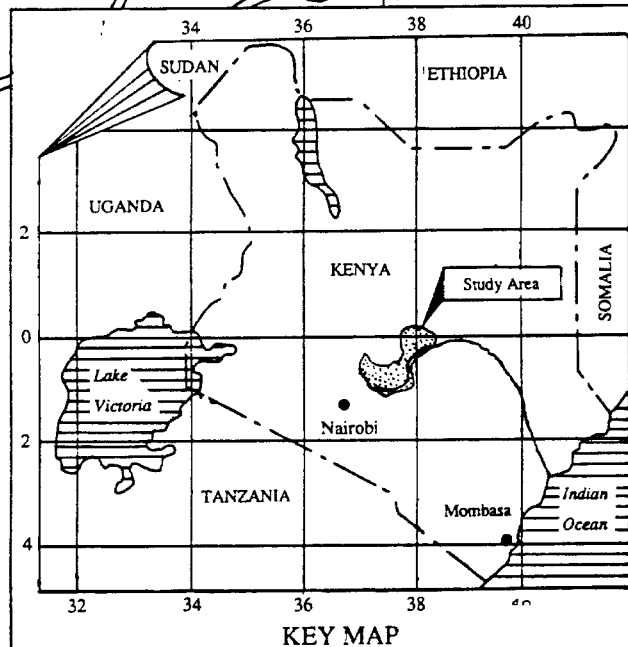 34 36 38 40
SUDAN
ETHIOPIA
UGANDA
2
KENYA
SOMALIA
Study Area
0
Lake
Victoria
Nairobi
2
TANZANIA
Mombasa
Indian
Ocean
4
32 34 36 38
KEY MAP